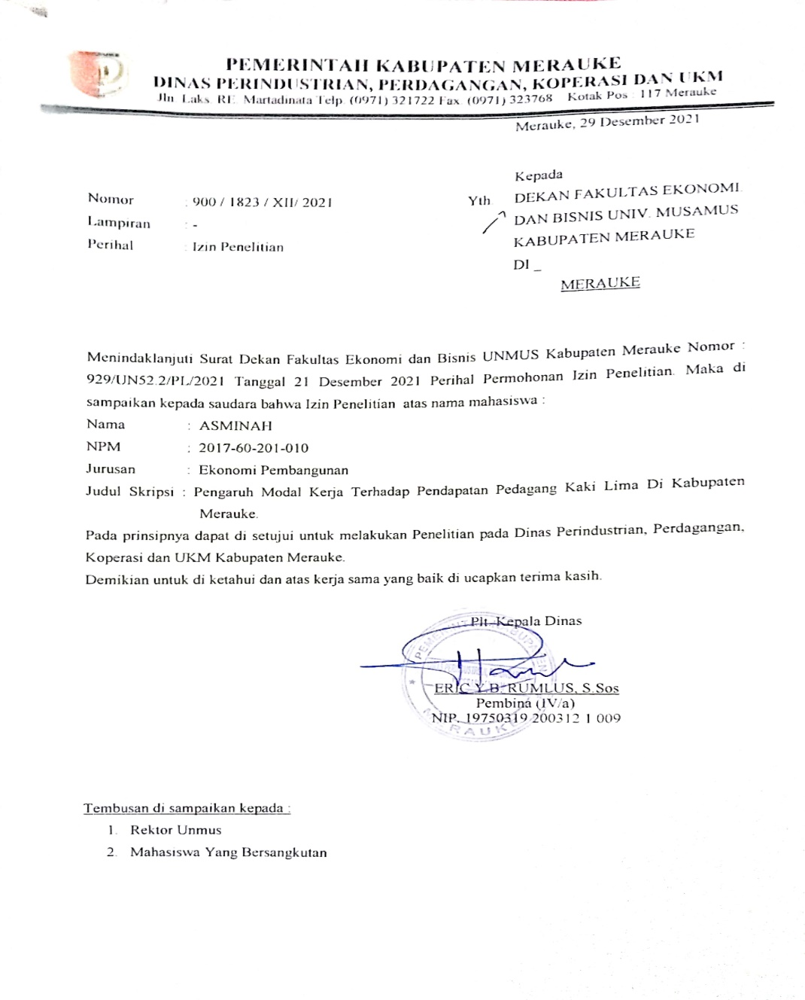 PEMERINTAH KABUPATEN MERAUKE
DINAS PERINDUSTRIAN, PERDAGANGAN, KOPERASI DAN UKM
Jln. Laks. RE. Martadinata Telp. (0971) 321722 Fax. (0971) 323768 Kotak Pos : 117 Merauke
Merauke, 29 Desember 2021
Kepada
Nomor : 900 / 1823 / XII/ 2021
Yth. DEKAN FAKULTAS EKONOMI
Lampiran : -
DAN BISNIS UNIV. MUSAMUS
Perihal : Izin Penelitian
KABUPATEN MERAUKE
DI _
MERAUKE
Menindaklanjuti Surat Dekan Fakultas Ekonomi dan Bisnis UNMUS Kabupaten Merauke Nomor :
929/UN52.2/PL/2021 Tanggal 21 Desember 2021 Perihal Permohonan Izin Penelitian. Maka di
sampaikan kepada saudara bahwa Izin Penelitian atas nama mahasiswa :
Nama : ASMINAH
NPM : 2017-60-201-010
Jurusan : Ekonomi Pembangunan
Judul Skripsi : Pengaruh Modal Kerja Terhadap Pendapatan Pedagang Kaki Lima Di Kabupaten
Merauke.
Pada prinsipnya dapat di setujui untuk melakukan Penelitian pada Dinas Perindustrian, Perdagangan,
Koperasi dan UKM Kabupaten Merauke.
Demikian untuk di ketahui dan atas kerja sama yang baik di ucapkan terima kasih.
Plt. Kepala Dinas
PEMERINTAH KABUPATEN
ERIC Y.B. RUMLUS, S.Sos
Pembina (IV/a)
NIP. 19750319 200312 1 009
MERAUKE
Tembusan di sampaikan kepada :
1. Rektor Unmus
2. Mahasiswa Yang Bersangkutan